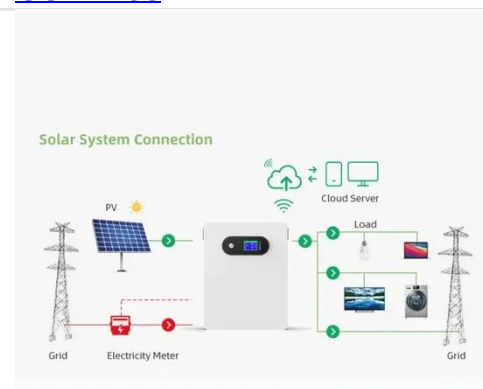 Solar System Connection
Cloud Server
PV
Load
Grid
Electricity Meter
Grid